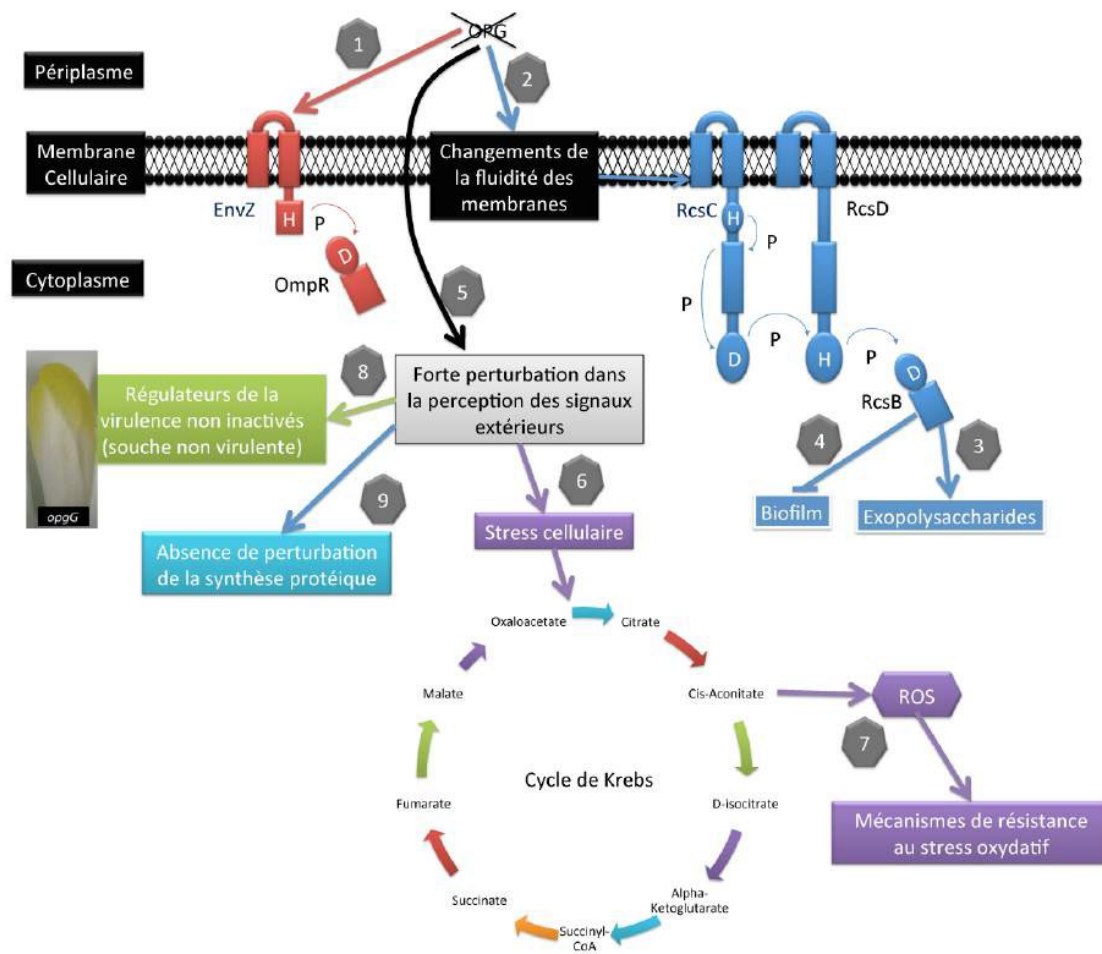 OPG
1
2
Périplasme
Membrane
Cellulaire
Changements de
la fluidité des
membranes
EnvZ
H
P
D
OmpR
RcsC
H
P
P
D
P
RcsD
H
P
D
RcsB
Cytoplasme
5
8
Forte perturbation dans
la perception des signaux
extérieurs
Régulateurs de la
virulence non inactivés
(souche non virulente)
opgG
4
3
6
9
Biofilm
Exopolysaccharides
Stress cellulaire
Absence de perturbation
de la synthèse protéique
Oxaloacetate
Citrate
Malate
Cis-Aconitate
ROS
7
Cycle de Krebs
Fumarate
D-isocitrate
Mécanismes de résistance
au stress oxydatif
Succinate
Alpha-
Ketoglutarate
Succinyl-
CoA